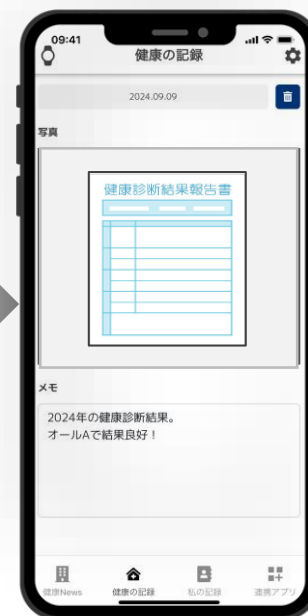 09:41
健康の記録
2024.09.09
写真
健康診断結果報告書
メモ
2024年の健康診断結果。
オールAで結果良好！
健康News
健康の記録
私の記録
連携アプリ